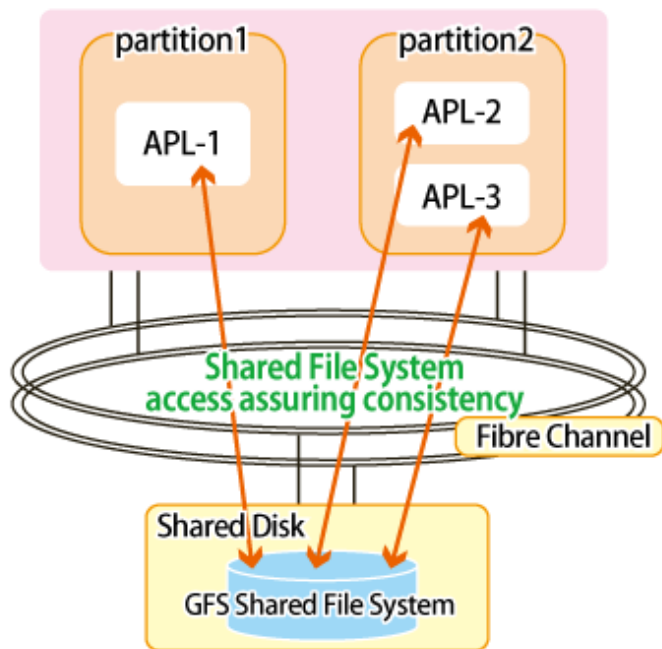 partition1
partition2
APL-1
APL-2
APL-3
Shared File System
access assuring consistency
Fibre Channel
Shared Disk
GFS Shared File System